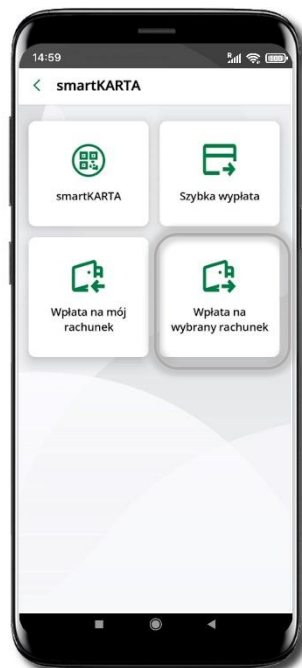 14:59
smartKARTA
smartKARTA
Szybka wypłata
Wpłata na mój
rachunek
Wpłata na
wybrany rachunek